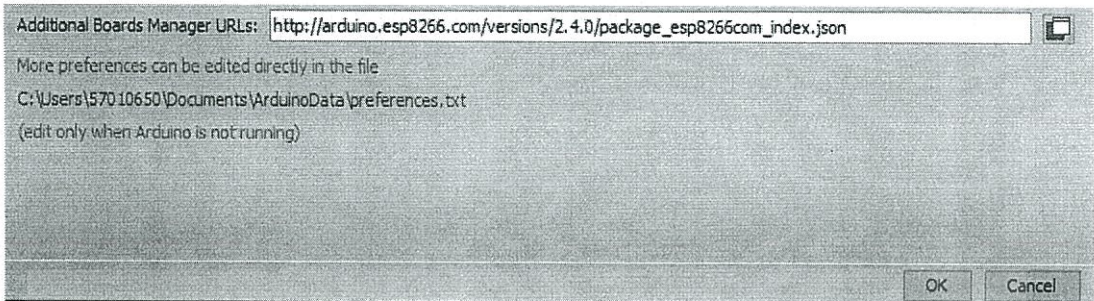 Additional Boards Manager URLs: http://arduino.esp8266.com/versions/2.4.0/package_esp8266com_index.json
More preferences can be edited directly in the file
C:\Users\57010650\Documents\ArduinoData\preferences.txt
(edit only when Arduino is not running)
OK Cancel